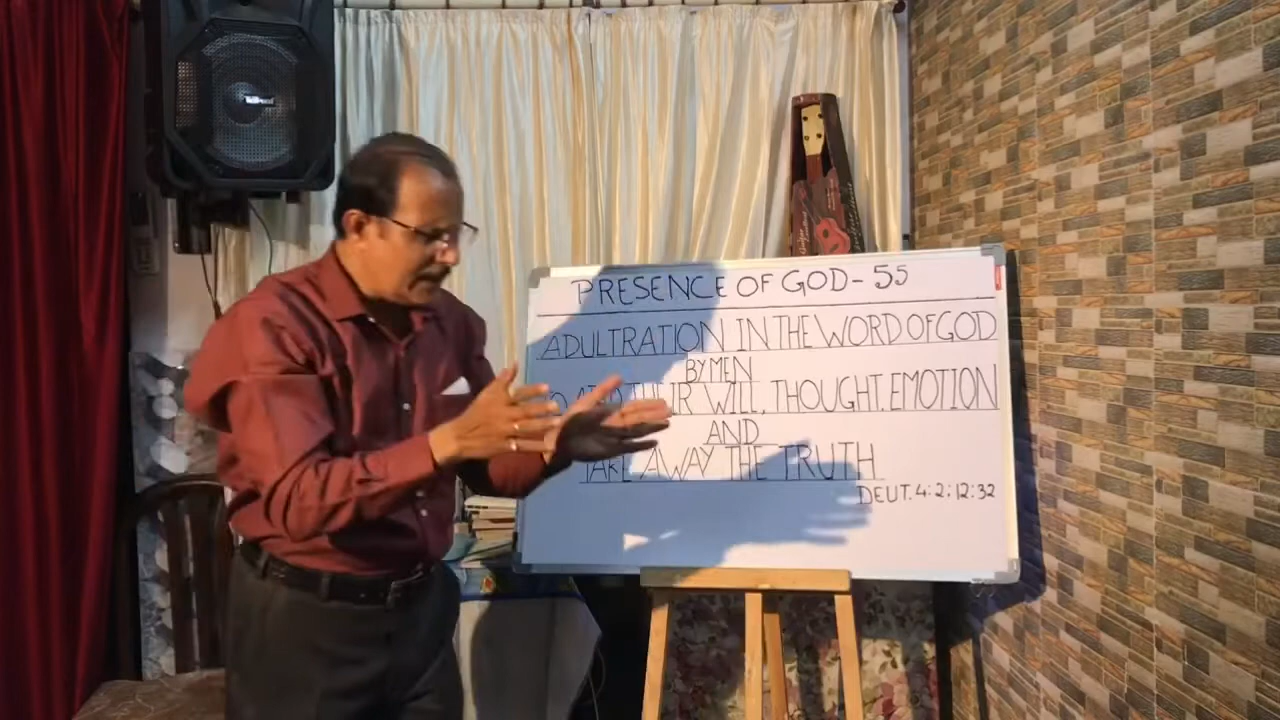 PRESENCE OF GOD - 55
ADULTRATION IN THE WORD OF GOD
BY MEN
WILL, THOUGHT, EMOTION
AND
TAKE AWAY THE TRUTH
DEUT. 4:2; 12:32